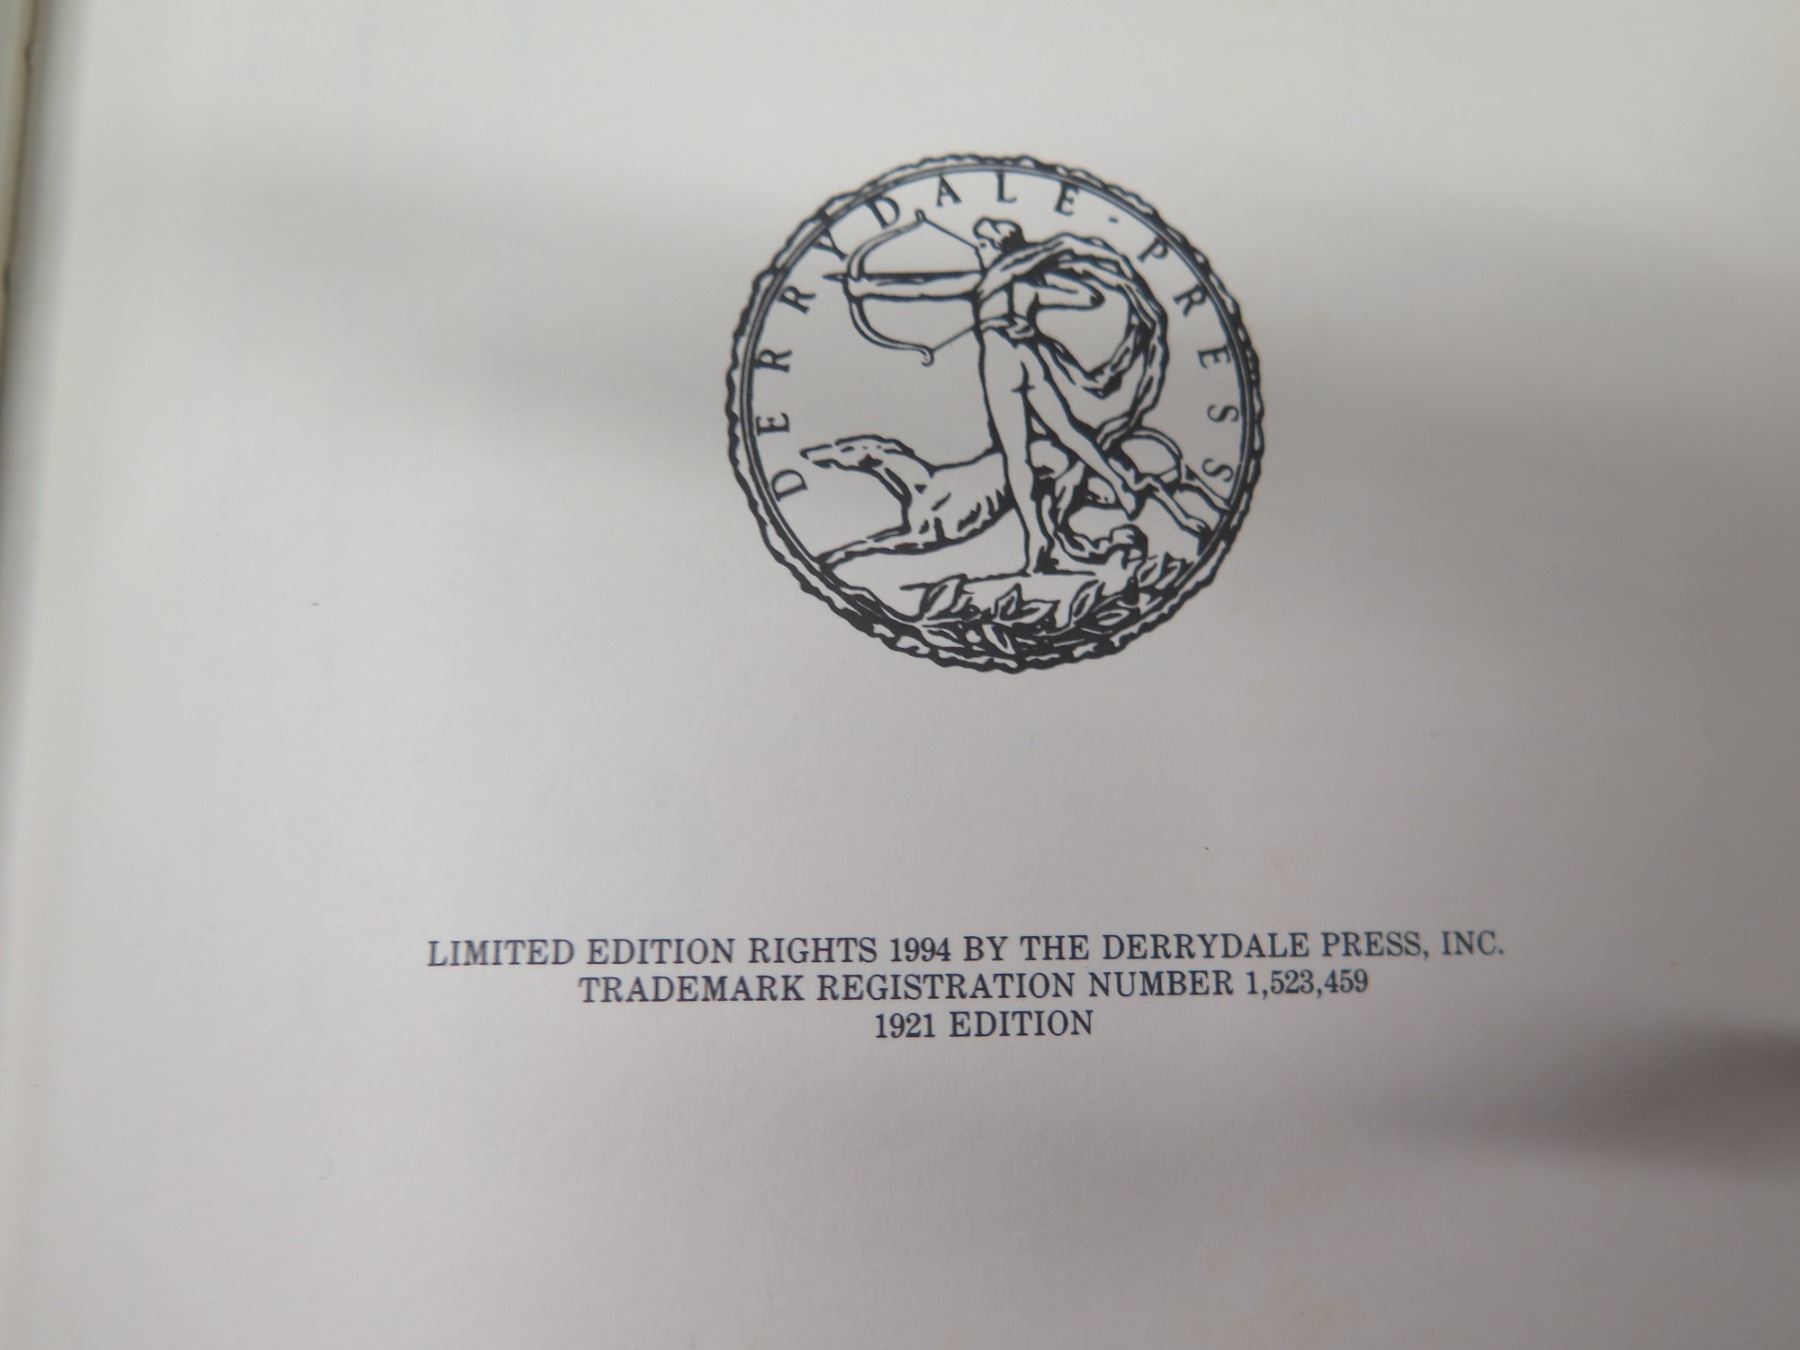 DERRYDALE-PRESS
LIMITED EDITION RIGHTS 1994 BY THE DERRYDALE PRESS, INC.
TRADEMARK REGISTRATION NUMBER 1,523,459
1921 EDITION